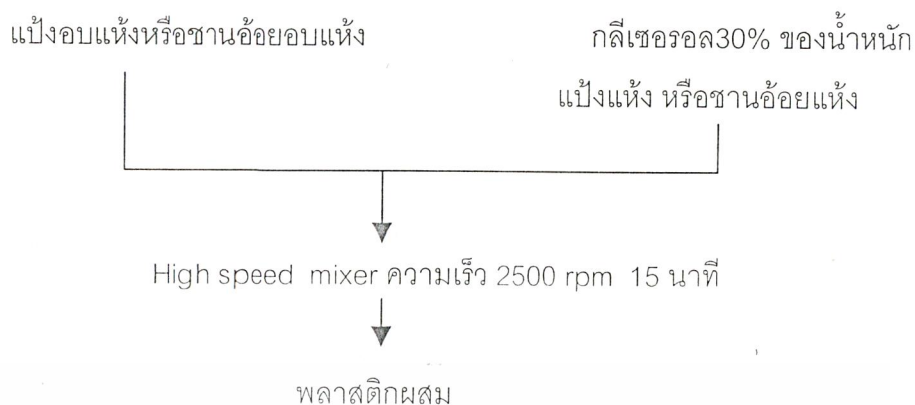 แป้งอบแห้งหรือชานอ้อยอบแห้ง
กลีเซอรอล30% ของน้ำหนัก
แป้งแห้ง หรือชานอ้อยแห้ง
High speed mixer ความเร็ว 2500 rpm 15 นาที
พลาสติกผสม